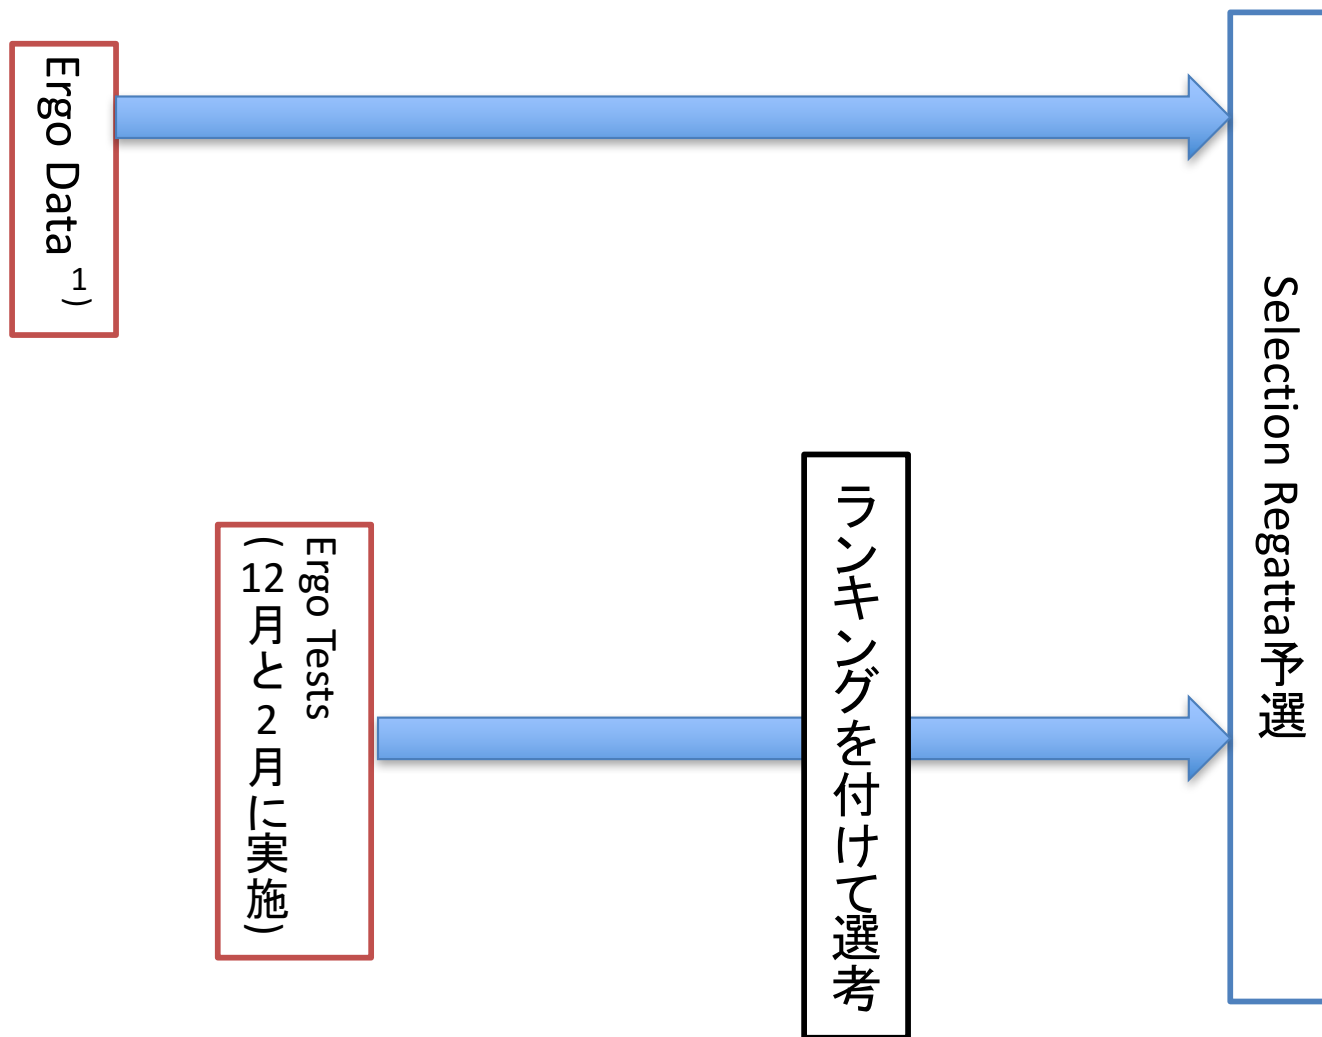 Ergo Data 1)
Ergo Tests
(12月と2月に実施)
ランキングを付けて選考
Selection Regatta予選